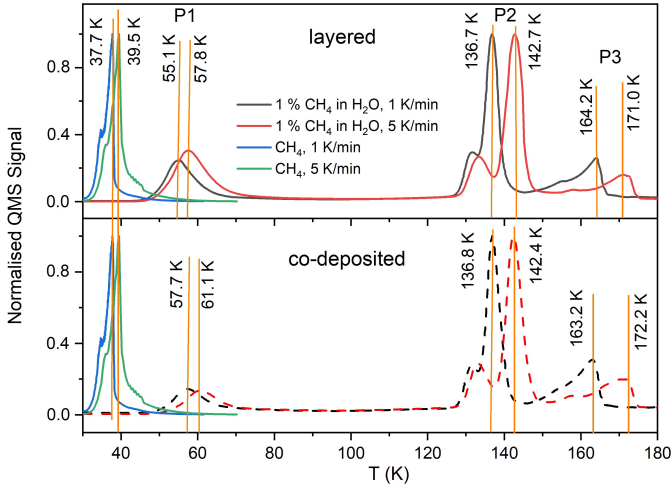 P1
P2
P3
layered
37.7 K
39.5 K
55.1 K
57.8 K
136.7 K
142.7 K
164.2 K
171.0 K
1 % CH₄ in H₂O, 1 K/min
1 % CH₄ in H₂O, 5 K/min
CH₄, 1 K/min
CH₄, 5 K/min
0.8
0.4
0.0
Normalised QMS Signal
co-deposited
57.7 K
61.1 K
136.8 K
142.4 K
163.2 K
172.2 K
0.8
0.4
0.0
40 60 80 100 120 140 160 180
T (K)